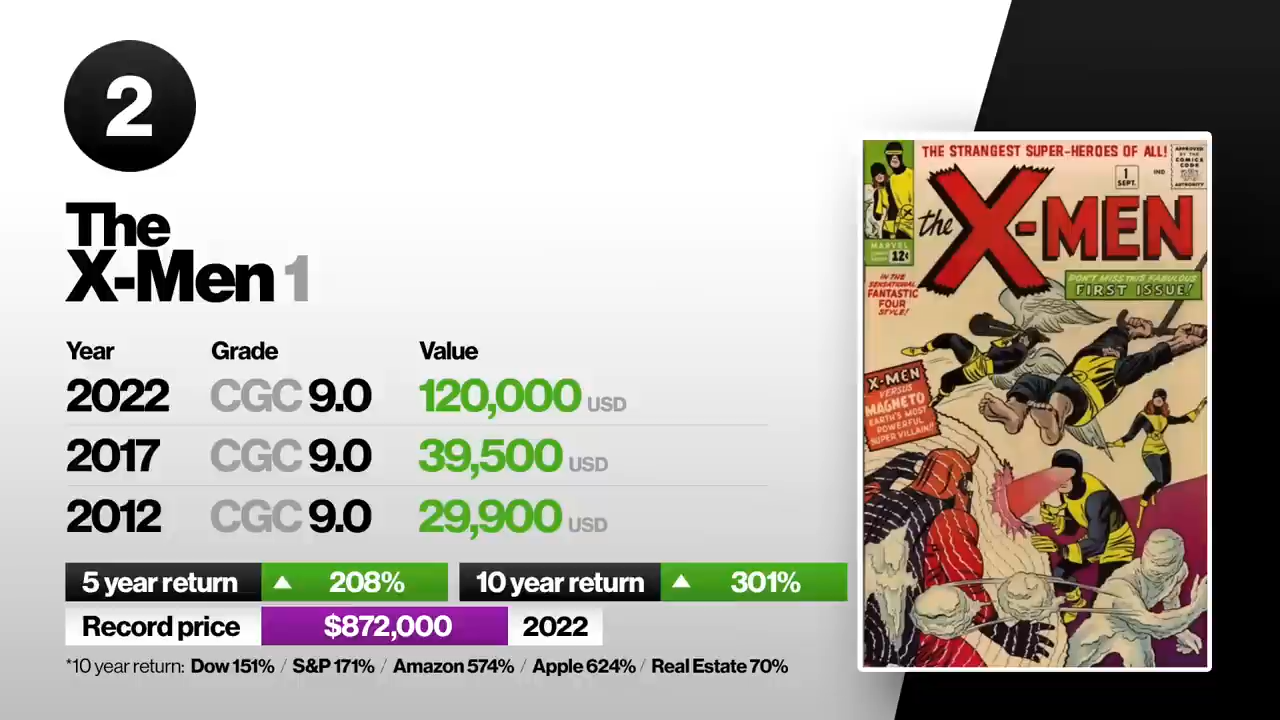 2
The
X-Men 1
Year Grade Value
2022 CGC 9.0 120,000 USD
2017 CGC 9.0 39,500 USD
2012 CGC 9.0 29,900 USD
5 year return 208% 10 year return 301%
Record price $872,000 2022
*10 year return: Dow 151% / S&P 171% / Amazon 574% / Apple 624% / Real Estate 70%
THE STRANGEST SUPER-HEROES OF ALL!
APPROVED
BY THE
COMICS
CODE
AUTHORITY
1
SEPT.
IND
the X-MEN
MARVEL
12¢
IN THE
SENSATIONAL
FANTASTIC
FOUR
STYLE!
DON'T MISS THIS FABULOUS
FIRST ISSUE!
X-MEN
VERSUS
MAGNETO
EARTH'S MOST
POWERFUL
SUPER VILLAIN!!